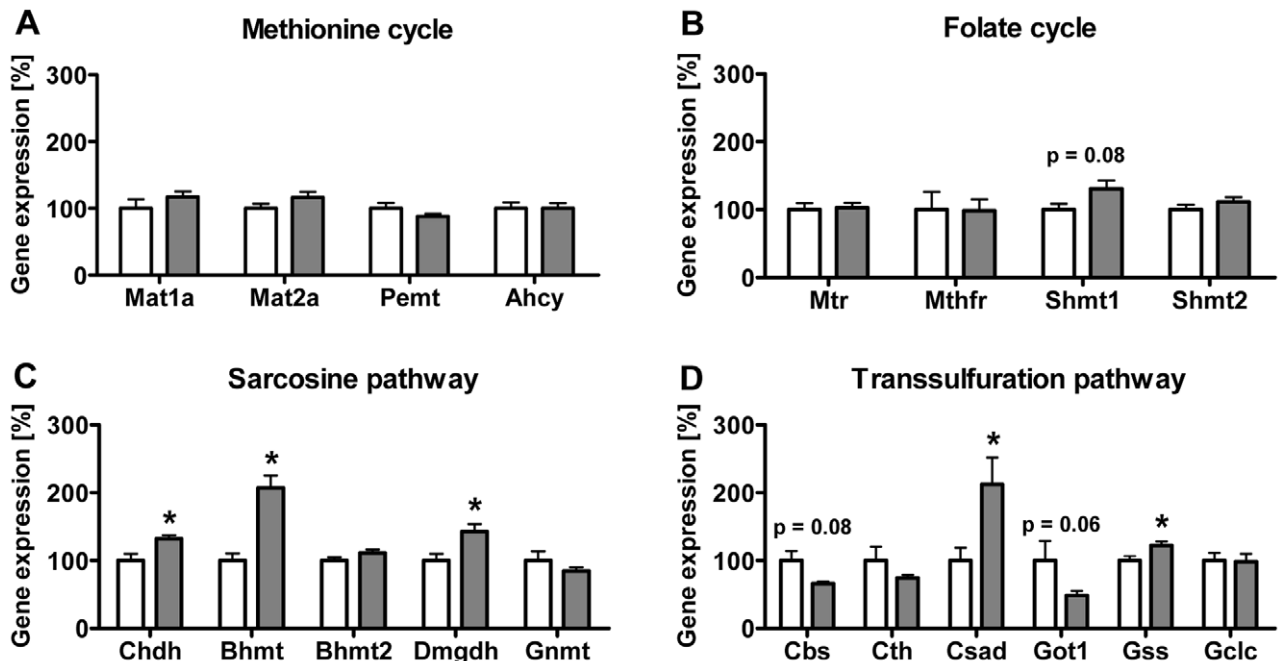 A
Methionine cycle
Gene expression [%]
300
200
100
0
Mat1a Mat2a Pemt Ahcy
B
Folate cycle
Gene expression [%]
300
200
100
0
p = 0.08
Mtr Mthfr Shmt1 Shmt2
C
Sarcosine pathway
Gene expression [%]
300
200
100
0
* * *
Chdh Bhmt Bhmt2 Dmgdh Gnmt
D
Transsulfuration pathway
Gene expression [%]
300
200
100
0
p = 0.08 * p = 0.06 *
Cbs Cth Csad Got1 Gss Gclc